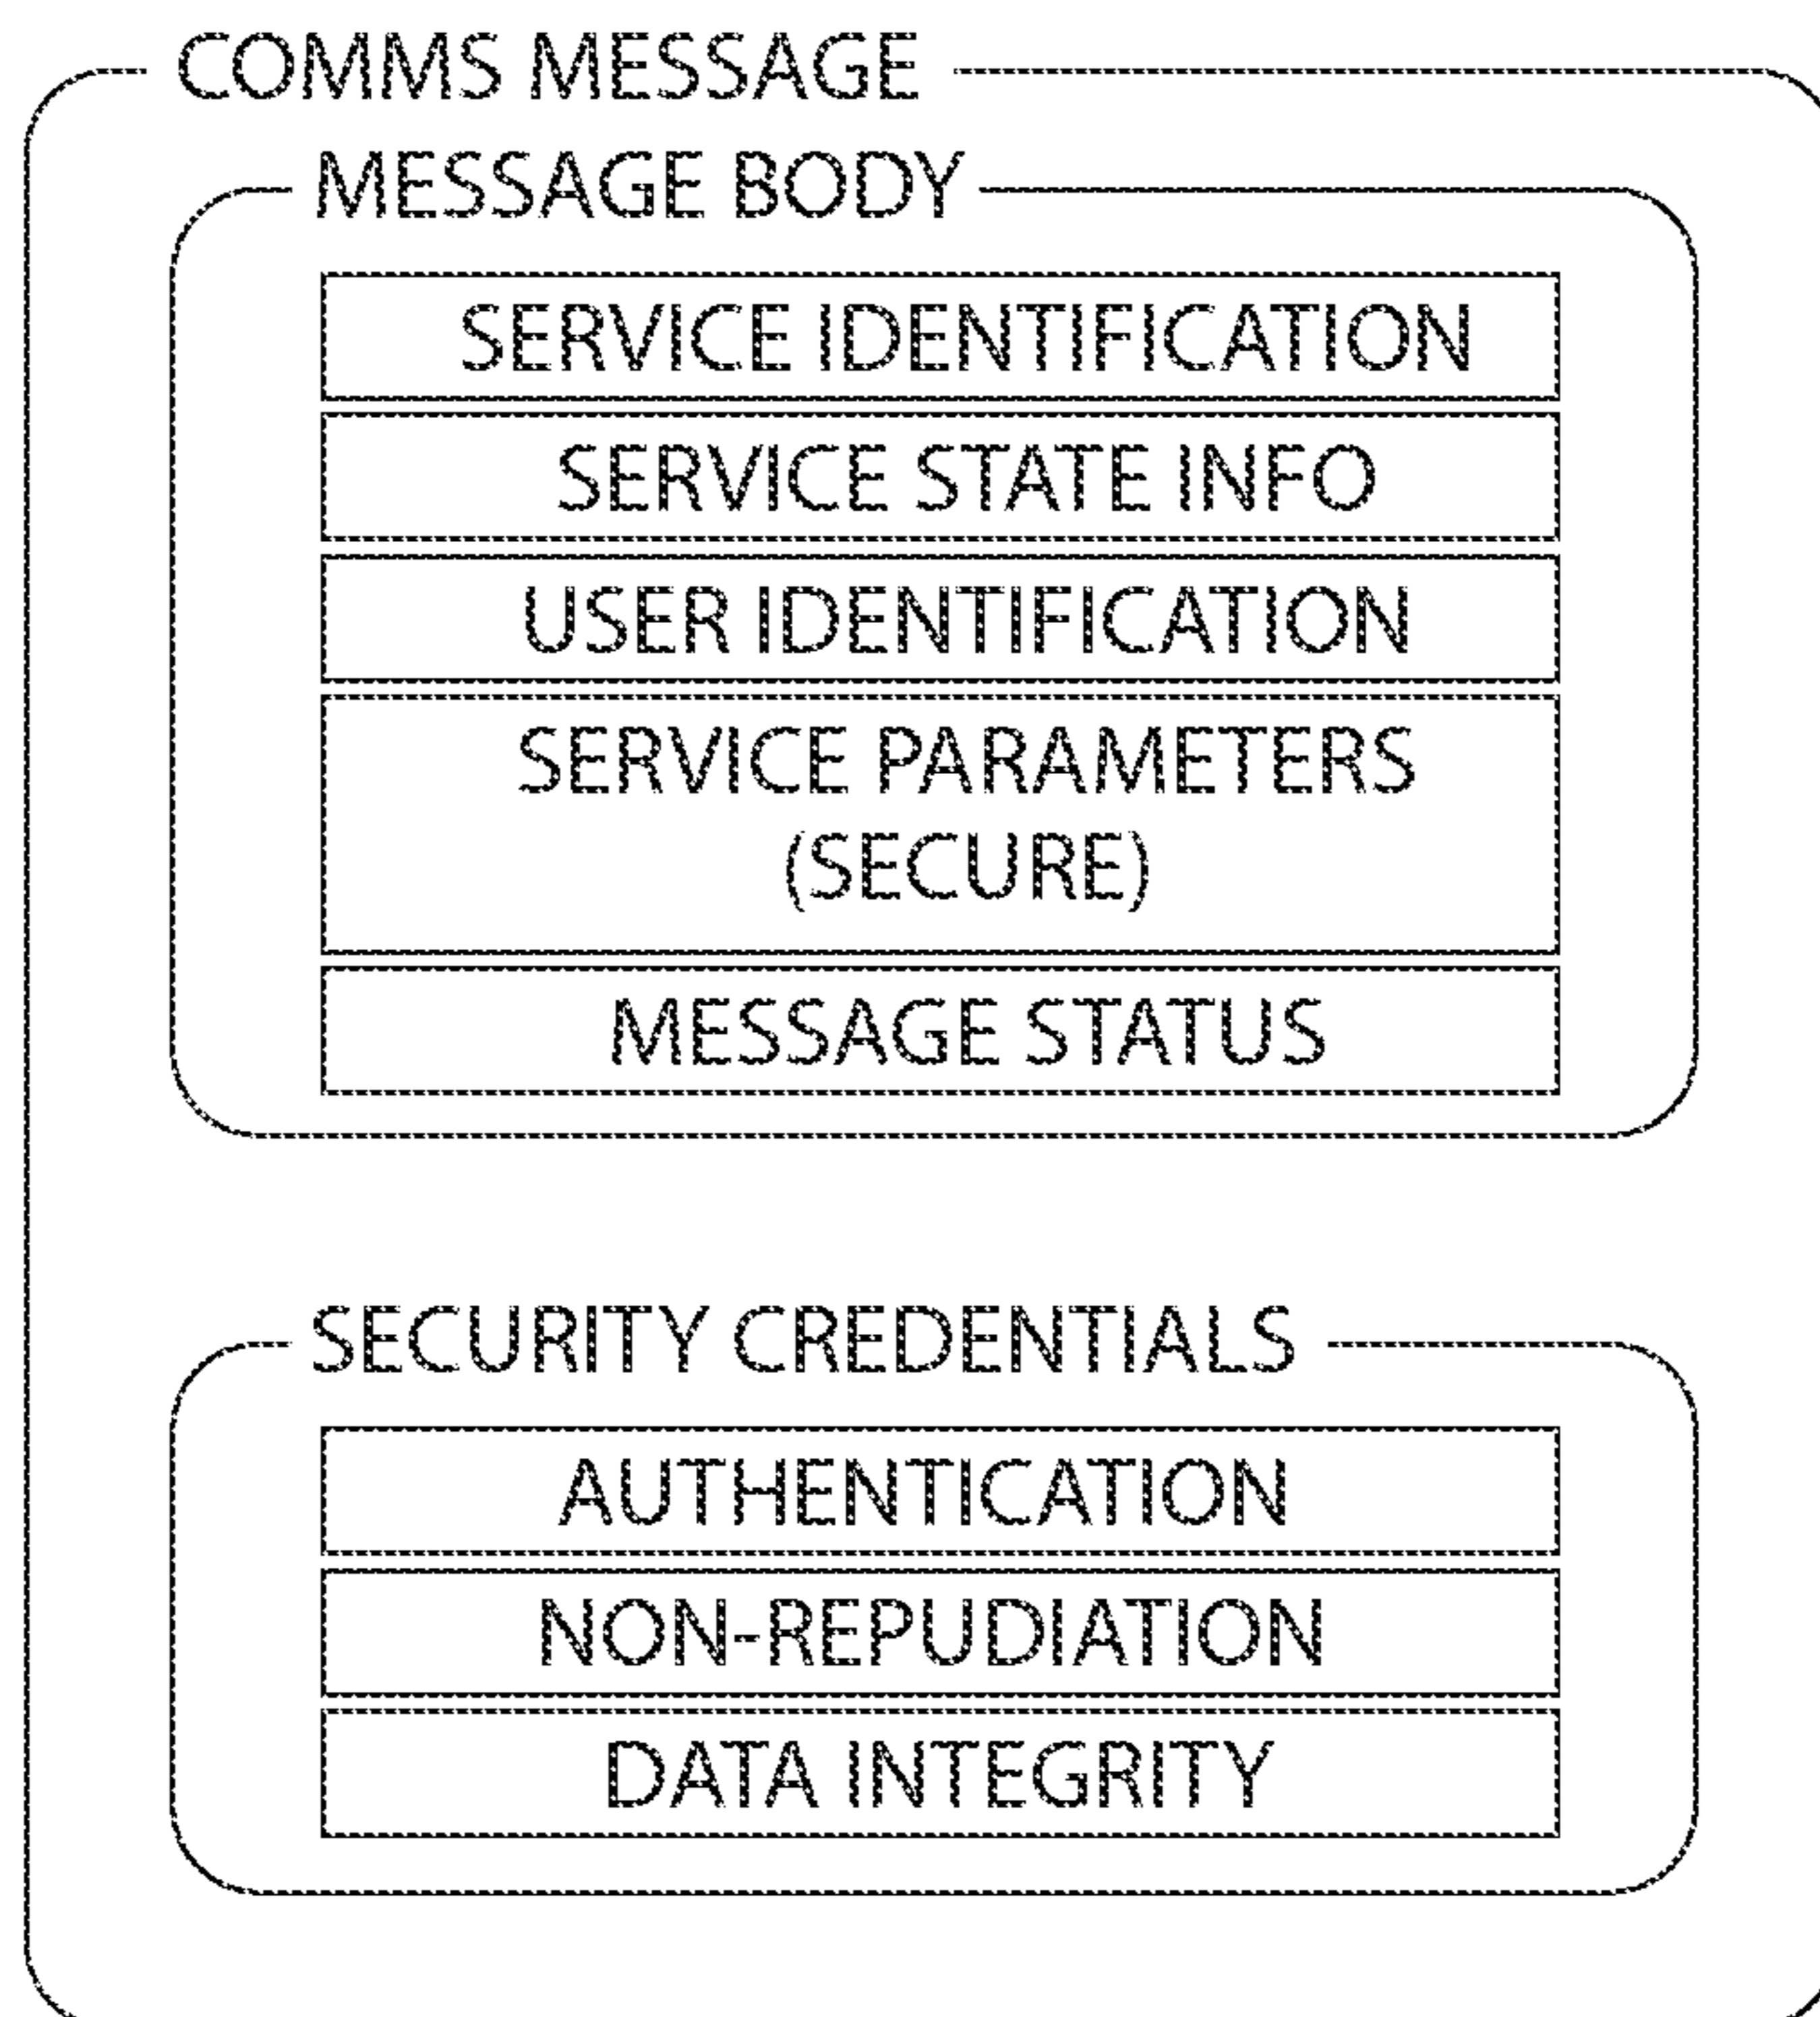 COMMS MESSAGE
MESSAGE BODY
SERVICE IDENTIFICATION
SERVICE STATE INFO
USER IDENTIFICATION
SERVICE PARAMETERS
(SECURE)
MESSAGE STATUS
SECURITY CREDENTIALS
AUTHENTICATION
NON-REPUDIATION
DATA INTEGRITY